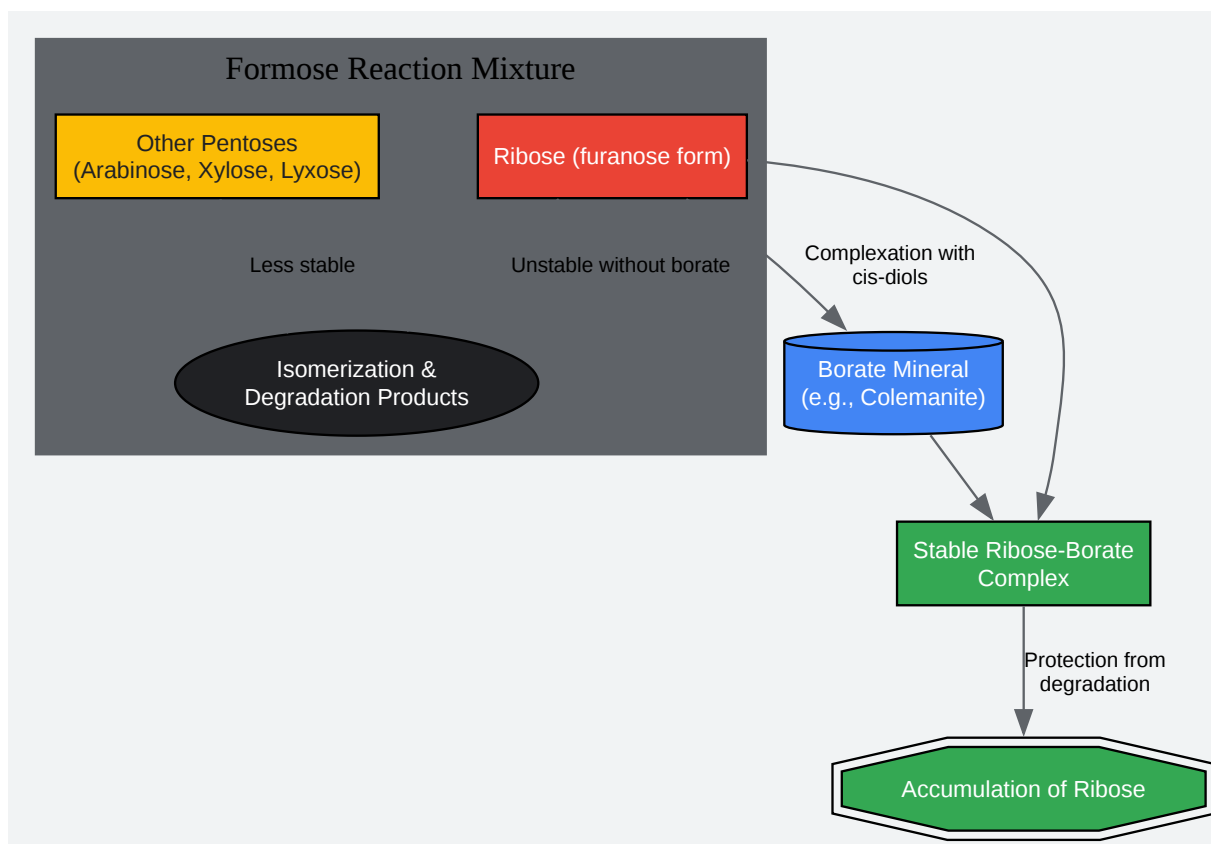 Formose Reaction Mixture
Other Pentoses
(Arabinose, Xylose, Lyxose)
Ribose (furanose form)
Less stable
Unstable without borate
Complexation with
cis-diols
Isomerization &
Degradation Products
Borate Mineral
(e.g., Colemanite)
Stable Ribose-Borate
Complex
Protection from
degradation
Accumulation of Ribose